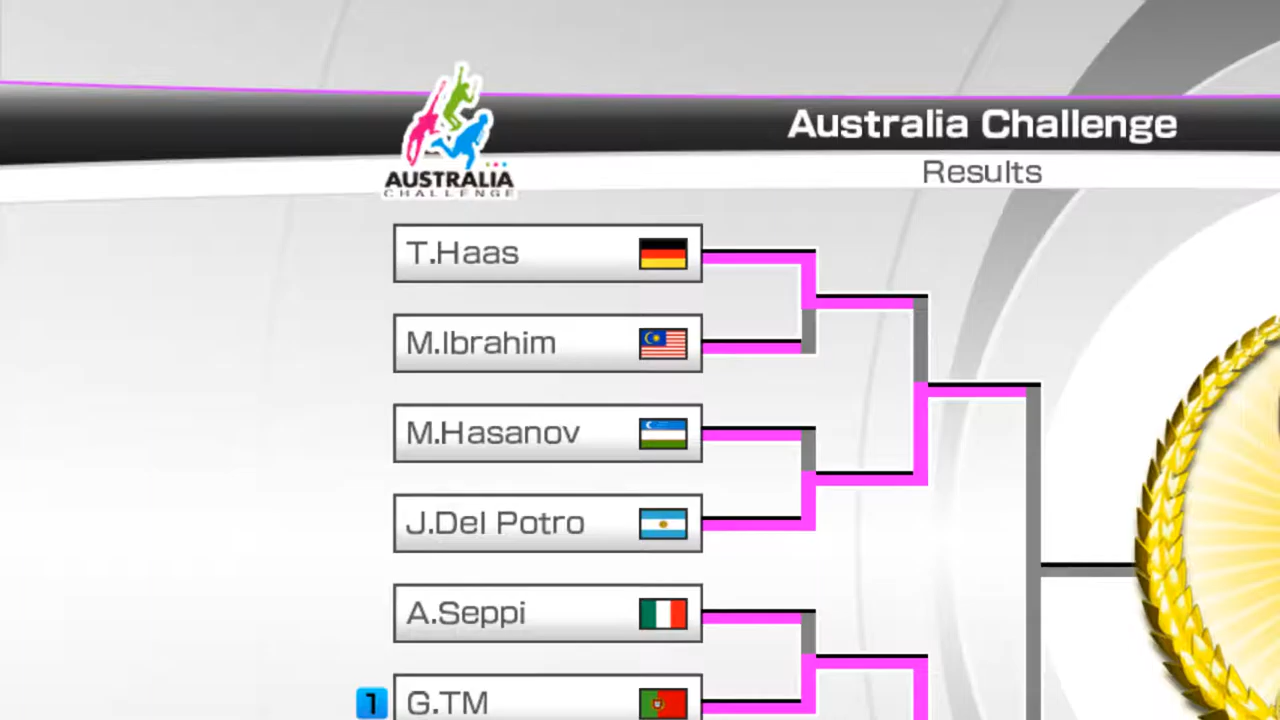 Australia Challenge
AUSTRALIA
CHALLENGE
Results
T.Haas
M.Ibrahim
M.Hasanov
J.Del Potro
A.Seppi
1 G.TM